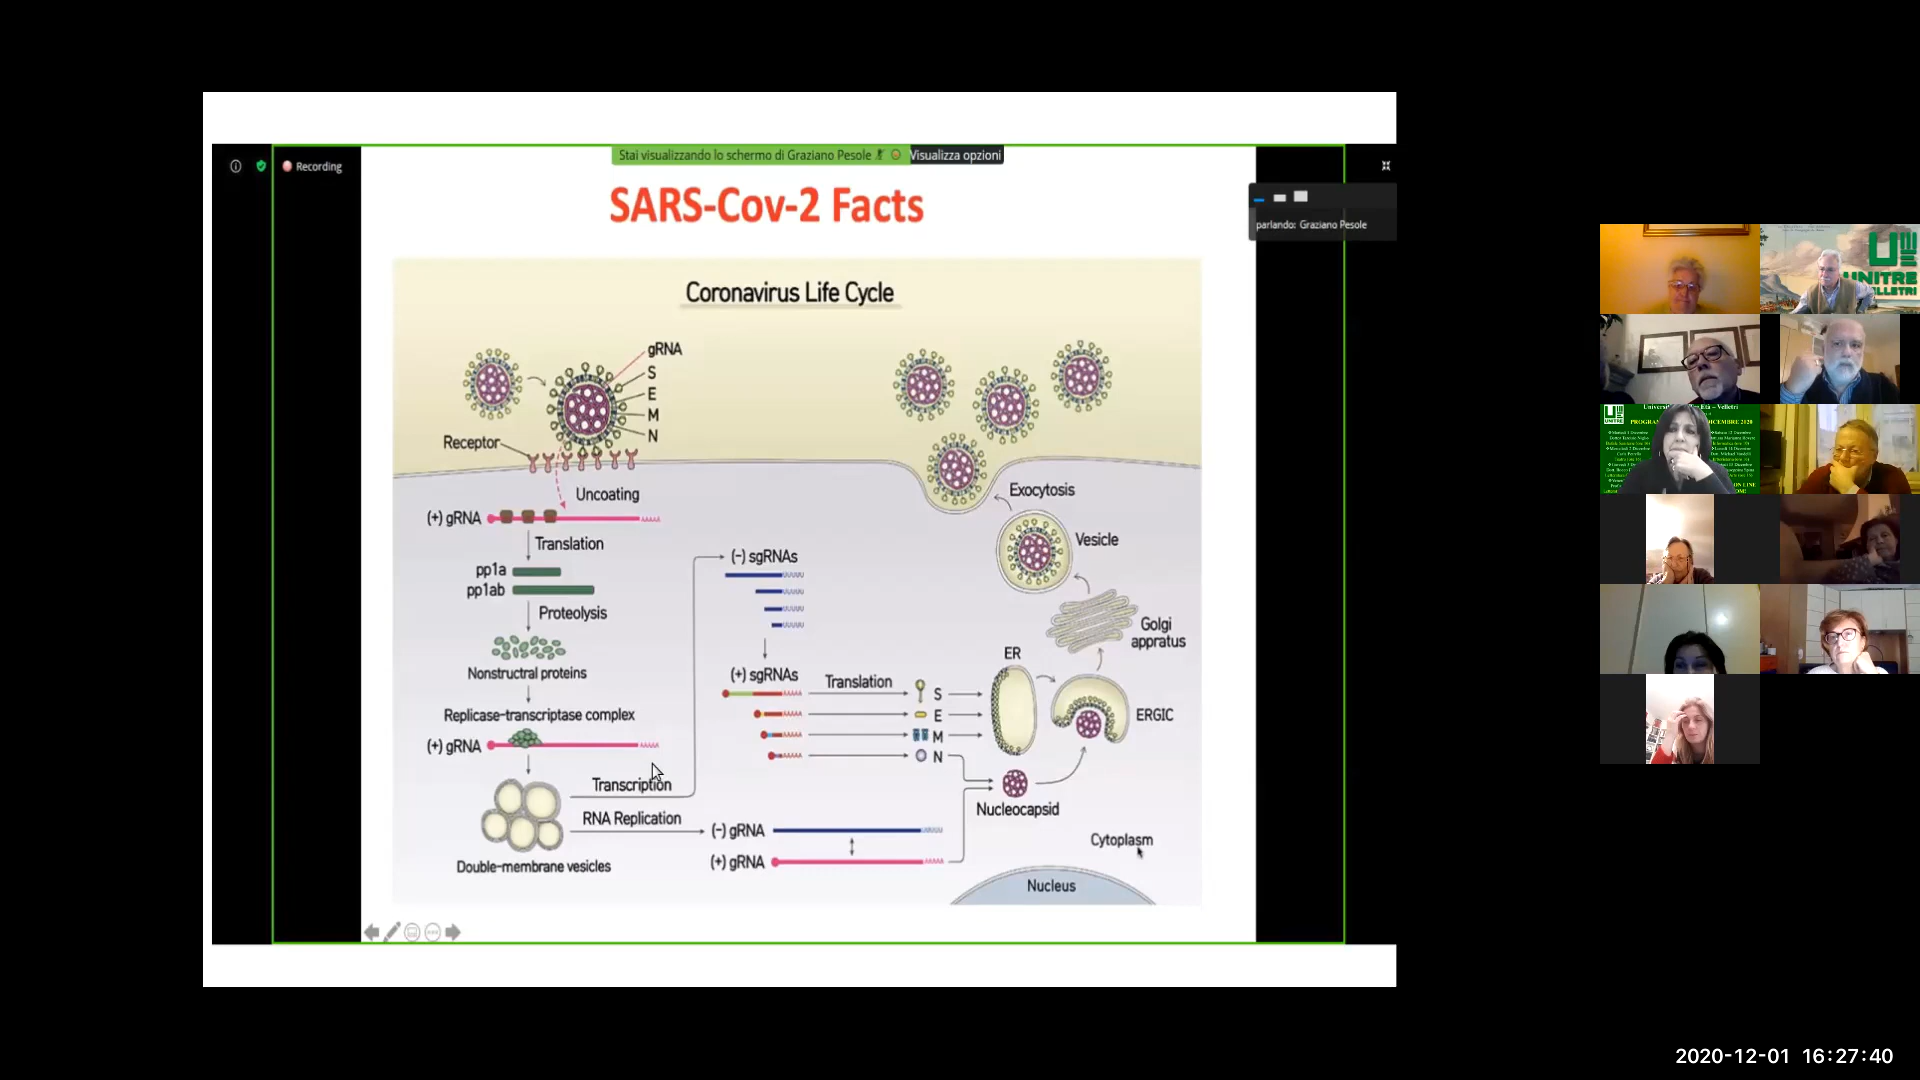 Recording
Stai visualizzando lo schermo di Graziano Pesole
Visualizza opzioni
parlando: Graziano Pesole
SARS-Cov-2 Facts
Coronavirus Life Cycle
gRNA
S
E
M
N
Receptor
Uncoating
(+) gRNA
Translation
pp1a
pp1ab
Proteolysis
Nonstructral proteins
Replicase-transcriptase complex
(+) gRNA
Transcription
RNA Replication
Double-membrane vesicles
(-) sgRNAs
(+) sgRNAs
Translation
S
E
M
N
(-) gRNA
(+) gRNA
Exocytosis
Vesicle
Golgi
appratus
ER
ERGIC
Nucleocapsid
Cytoplasm
Nucleus
UNITRE
UNITRE
2020-12-01 16:27:40